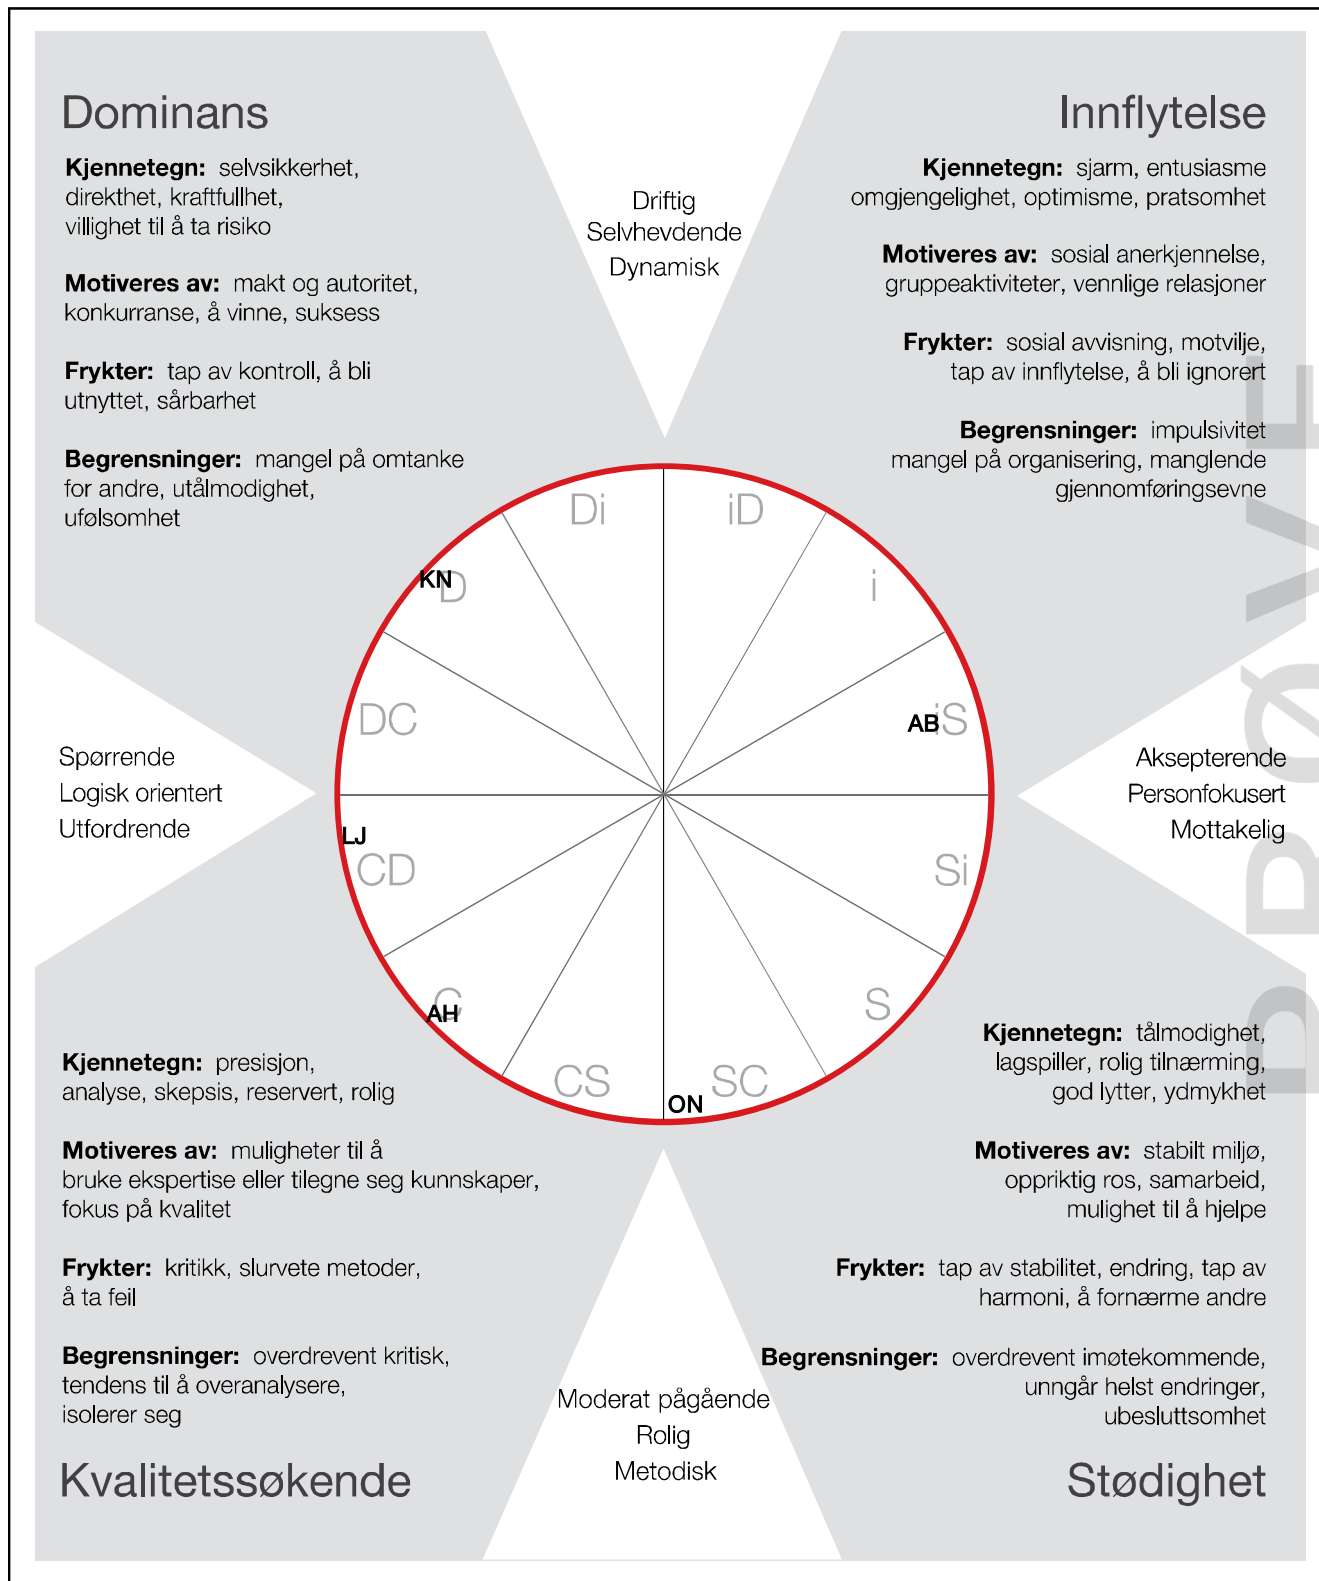 Dominans
Kjennetegn: selvsikkerhet,
direkthet, kraftfullhet,
villighet til å ta risiko
Motiveres av: makt og autoritet,
konkurranse, å vinne, suksess
Frykter: tap av kontroll, å bli
utnyttet, sårbarhet
Begrensninger: mangel på omtanke
for andre, utålmodighet,
ufølsomhet
Driftig
Selvhevdende
Dynamisk
Innflytelse
Kjennetegn: sjarm, entusiasme
omgjengelighet, optimisme, pratsomhet
Motiveres av: sosial anerkjennelse,
gruppeaktiviteter, vennlige relasjoner
Frykter: sosial avvisning, motvilje,
tap av innflytelse, å bli ignorert
Begrensninger: impulsivitet
mangel på organisering, manglende
gjennomføringsevne
Di
iD
KN
D
i
DC
AB
iS
LJ
CD
Si
AH
C
S
CS
SC
ON
Spørrende
Logisk orientert
Utfordrende
Aksepterende
Personfokusert
Mottakelig
Kjennetegn: presisjon,
analyse, skepsis, reservert, rolig
Motiveres av: muligheter til å
bruke ekspertise eller tilegne seg kunnskaper,
fokus på kvalitet
Frykter: kritikk, slurvete metoder,
å ta feil
Begrensninger: overdrevent kritisk,
tendens til å overanalysere,
isolerer seg
Kvalitetssøkende
Moderat pågående
Rolig
Metodisk
Kjennetegn: tålmodighet,
lagspiller, rolig tilnærming,
god lytter, ydmykhet
Motiveres av: stabilt miljø,
oppriktig ros, samarbeid,
mulighet til å hjelpe
Frykter: tap av stabilitet, endring, tap av
harmoni, å fornærme andre
Begrensninger: overdrevent imøtekommende,
unngår helst endringer,
ubesluttsomhet
Stødighet
PRØVE